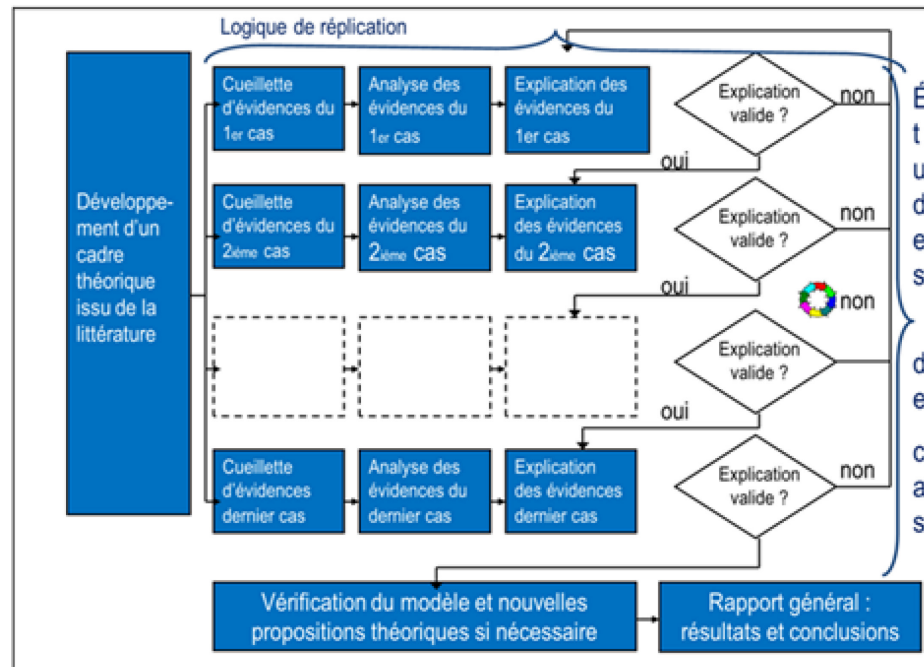 Logique de réplication
Développe-
ment d'un
cadre
théorique
issu de la
littérature
Cueillette
d'évidences du
1er cas
Analyse des
évidences du
1er cas
Explication des
évidences du
1er cas
Explication
valide ?
non
oui
Cueillette
d'évidences du
2ième cas
Analyse des
évidences du
2ième cas
Explication
des évidences
du 2ième cas
Explication
valide ?
non
oui
non
Explication
valide ?
oui
Cueillette
d'évidences
dernier cas
Analyse des
évidences du
dernier cas
Explication
des évidences
dernier cas
Explication
valide ?
non
Vérification du modèle et nouvelles
propositions théoriques si nécessaire
Rapport général :
résultats et conclusions
É
t
u
d
e
s
d
e
c
a
s